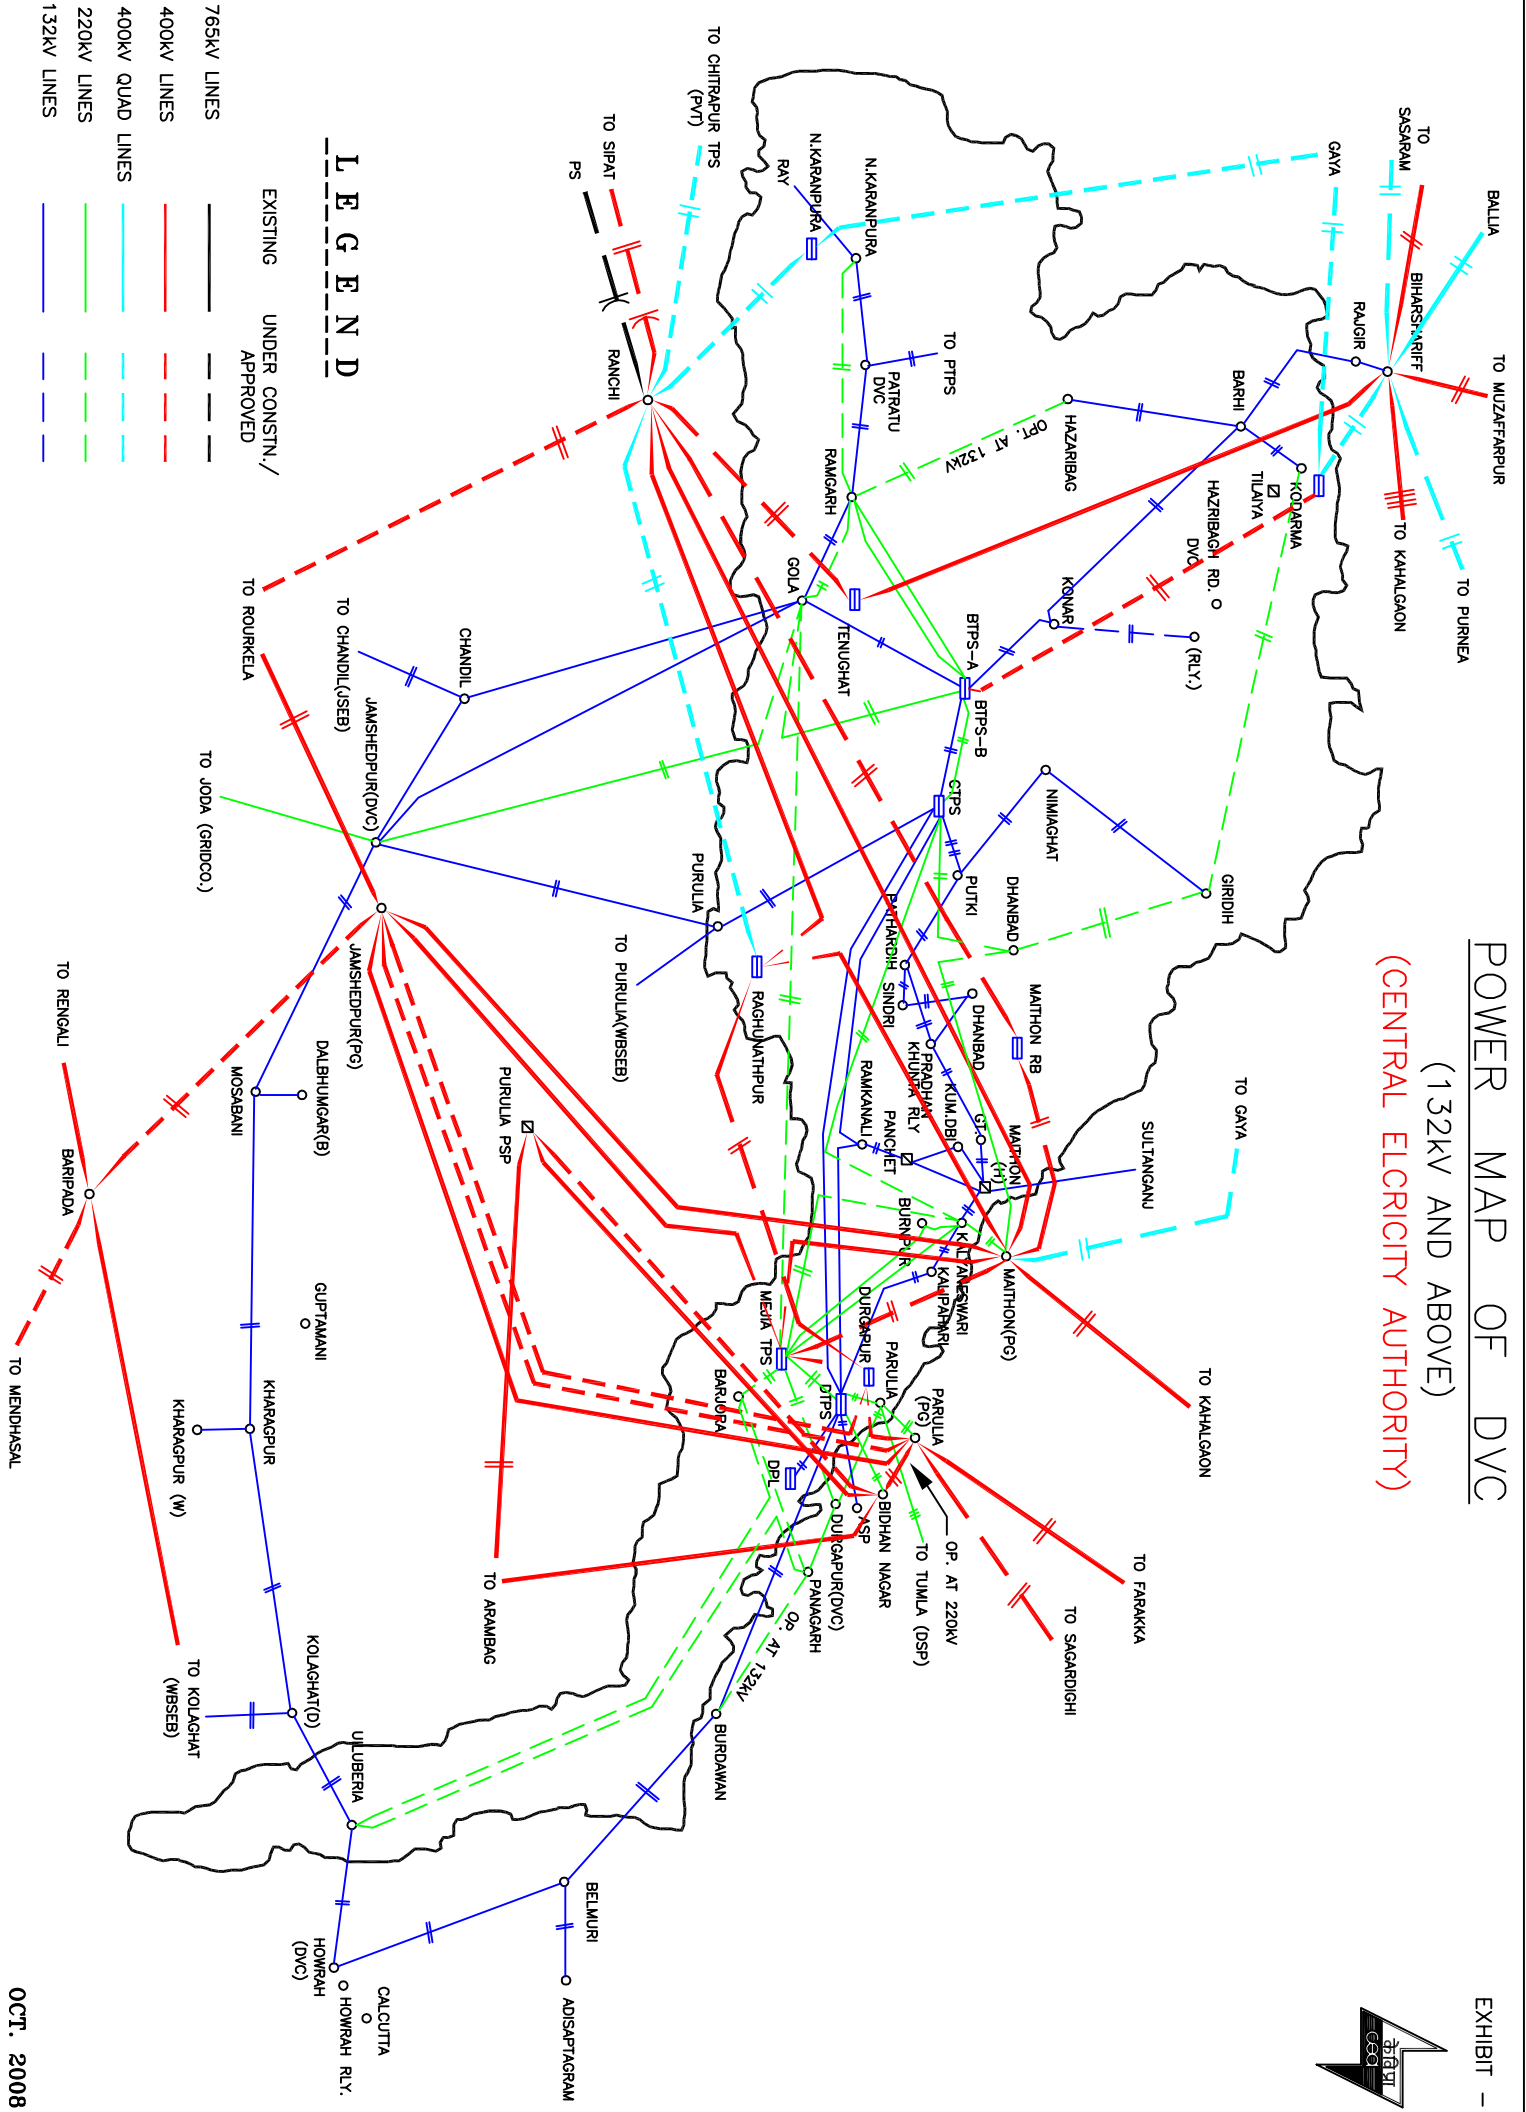 EXHIBIT -
POWER MAP OF DVC
(132kV AND ABOVE)
(CENTRAL ELCRICITY AUTHORITY)
केविप्रा
cea
BALLIA
TO
SASARAM
GAYA
BIHARSHARIFF
RAJGIR
TO MUZAFFARPUR
TO KAHALGAON
TO PURNEA
BARHI
KODARMA
TILAIYA
HAZRIBAGH RD.
DVC
HAZARIBAG
OPT. AT 132kV
KONAR
(RLY.)
TO CHITRAPUR TPS
(PVT)
N.KARANPURA
RAY
N.KARANPURA
TO PTPS
PATRATU
DVC
RAMGARH
GOLA
TENUGHAT
TO SIPAT
PS
RANCHI
BTPS-A
BTPS-B
CTPS
NIMIAGHAT
GIRIDIH
PUTKI
DHANBAD
PATHARDIH
SINDRI
DHANBAD
PRADHAN
KHUNTA RLY
KUM.DBI
GT.
MAITHON
(H)
MAITHON RB
RAMKANALI
PANCHET
SULTANGANJ
TO GAYA
BURNPUR
KALYANESWARI
KALIPAHARI
MAITHON(PG)
TO KAHALGAON
TO ROURKELA
TO CHANDIL(JSEB)
CHANDIL
JAMSHEDPUR(DVC)
TO JODA (GRIDCO.)
JAMSHEDPUR(PG)
PURULIA
TO PURULIA(WBSEB)
RAGHUNATHPUR
PURULIA PSP
DALBHUMGAR(B)
MOSABANI
TO RENGALI
BARIPADA
TO MENDHASAL
GUPTAMANI
KHARAGPUR
KHARAGPUR (W)
MEJIA TPS
BARJORA
DURGAPUR
DTPS
PARULIA
PARULIA
(PG)
DPL
ASP
BIDHAN NAGAR
DURGAPUR(DVC)
PANAGARH
OP. AT 220kV
TO TUMLA (DSP)
TO FARAKKA
TO SAGARDIGHI
TO ARAMBAG
OP. AT 132kV
BURDAWAN
KOLAGHAT(D)
TO KOLAGHAT
(WBSEB)
ULUBERIA
BELMURI
ADISAPTAGRAM
HOWRAH
(DVC)
HOWRAH RLY.
CALCUTTA
LEGEND
EXISTING
UNDER CONSTN./
APPROVED
765kV LINES
400kV LINES
400kV QUAD LINES
220kV LINES
132kV LINES
OCT. 2008